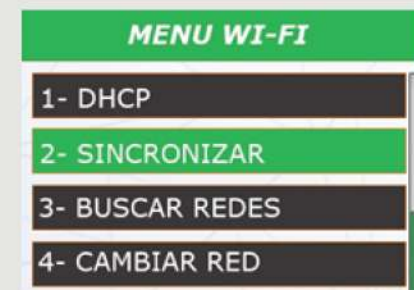 MENU WI-FI
1- DHCP
2- SINCRONIZAR
3- BUSCAR REDES
4- CAMBIAR RED